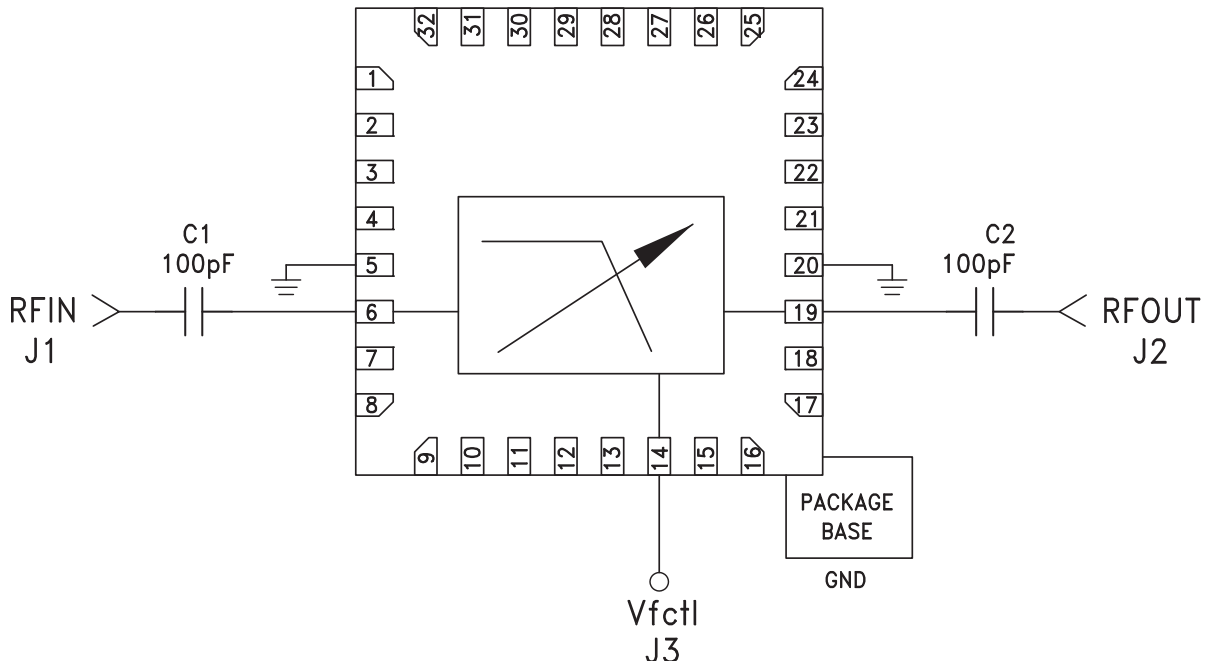 32 31 30 29 28 27 26 25
1 24
2 23
3 22
4 21
C1
100pF
5 20
C2
100pF
RFIN
J1
6 19
RFOUT
J2
7 18
8 17
9 10 11 12 13 14 15 16
PACKAGE
BASE
GND
Vfctl
J3